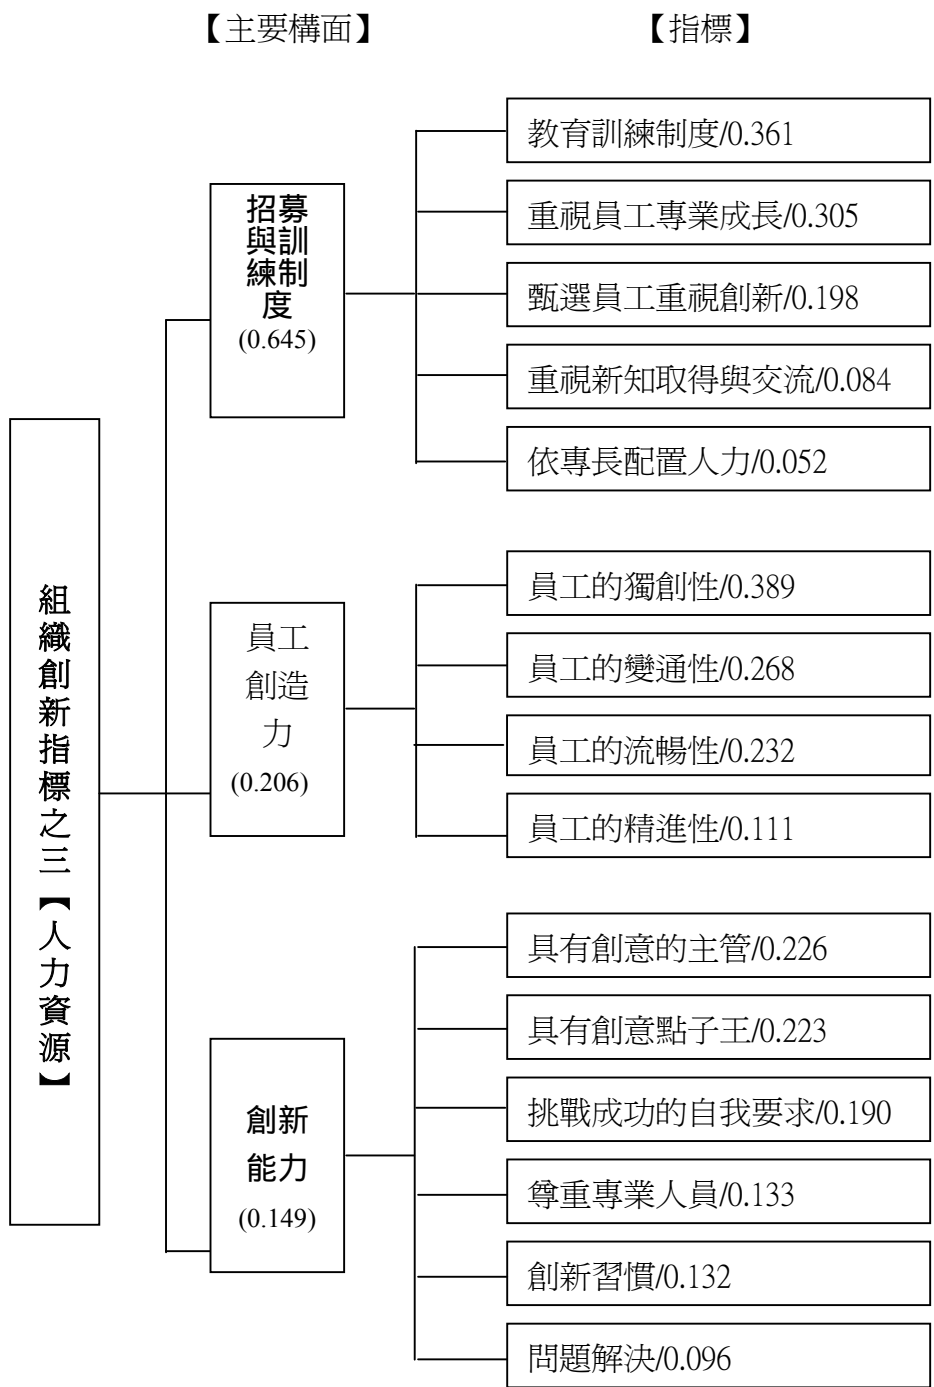 【主要構面】 【指標】
組織創新指標之三【人力資源】
招募
與訓
練制
度
(0.645)
教育訓練制度/0.361
重視員工專業成長/0.305
甄選員工重視創新/0.198
重視新知取得與交流/0.084
依專長配置人力/0.052
員工
創造
力
(0.206)
員工的獨創性/0.389
員工的變通性/0.268
員工的流暢性/0.232
員工的精進性/0.111
創新
能力
(0.149)
具有創意的主管/0.226
具有創意點子王/0.223
挑戰成功的自我要求/0.190
尊重專業人員/0.133
創新習慣/0.132
問題解決/0.096